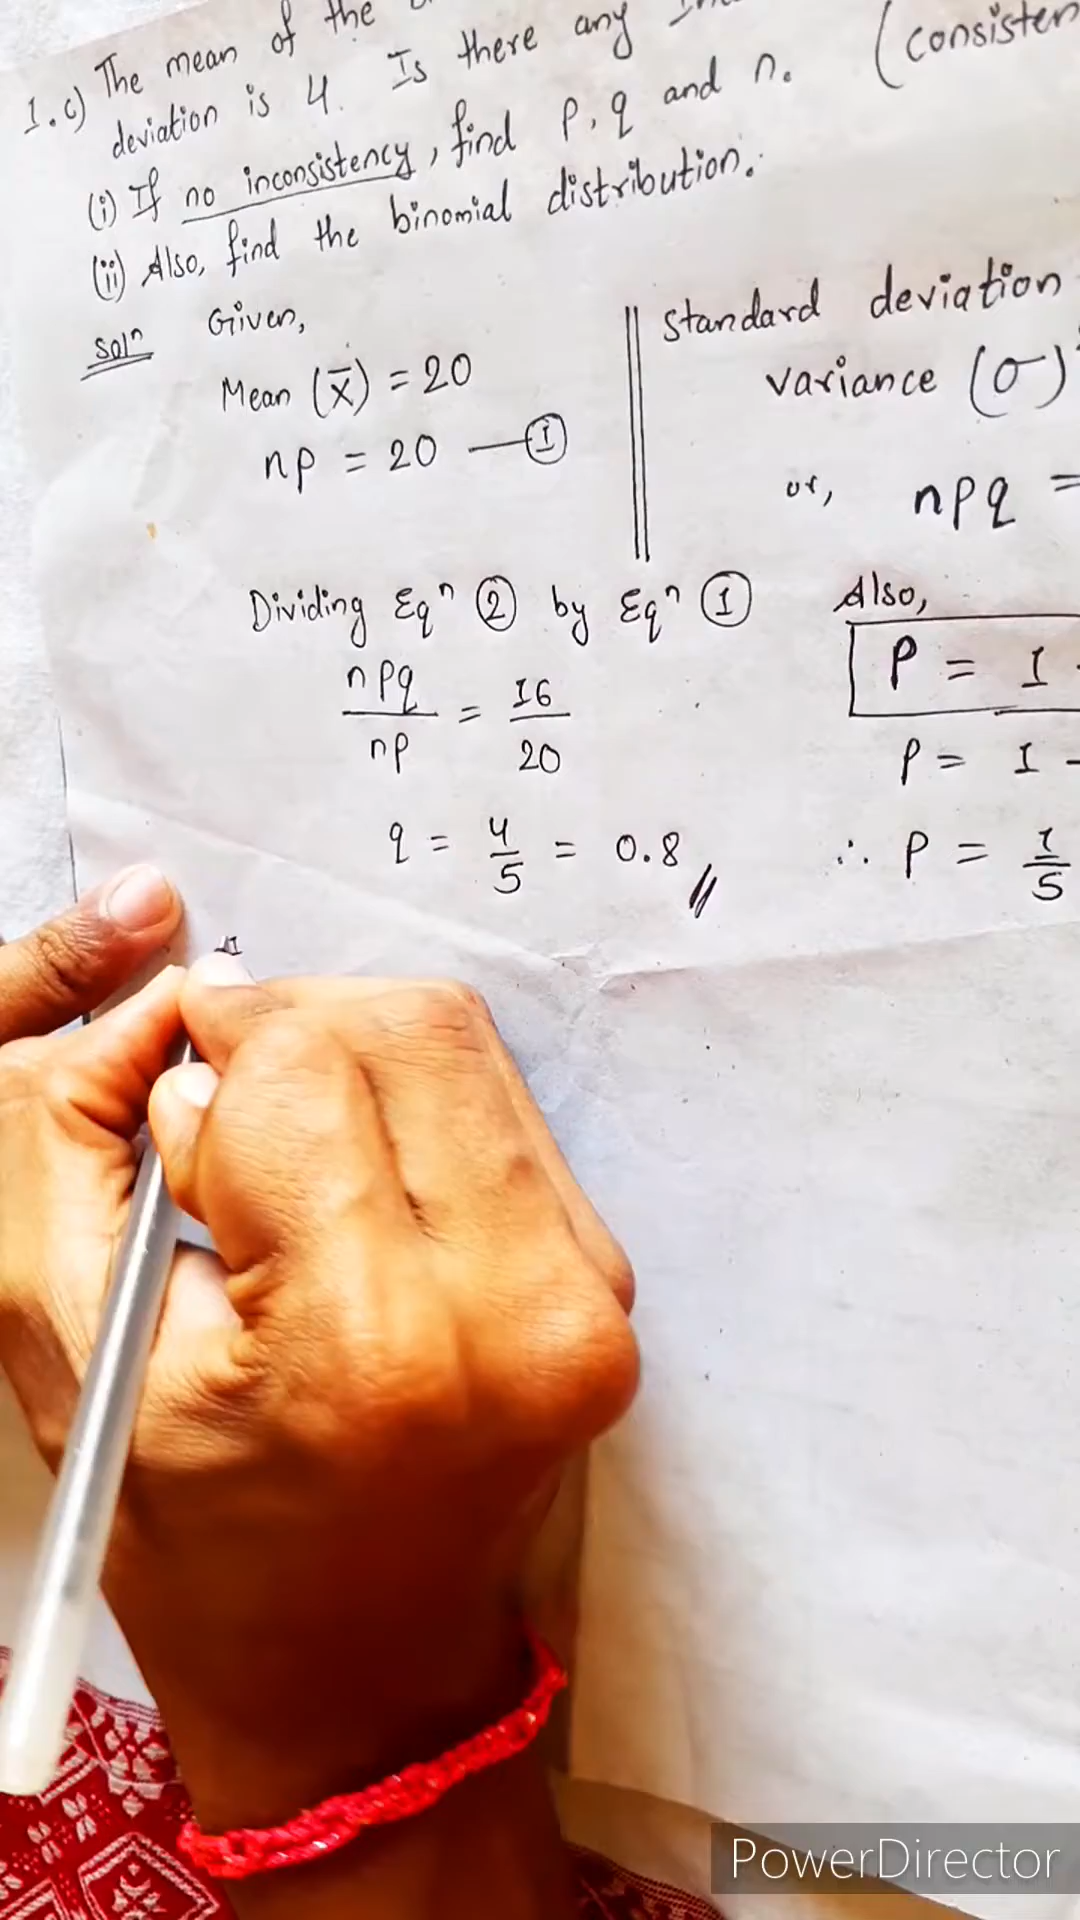 1.c) The mean of the
deviation is 4. Is there any (consisten
(i) If no inconsistency, find p, q and n.
(ii) Also, find the binomial distribution.
Solⁿ Given,
Mean (x̄) = 20
np = 20 — I
standard deviation
variance (σ)
or, npq =
Dividing Eqⁿ 2 by Eqⁿ 1
npq/np = 16/20
q = 4/5 = 0.8
Also,
P = 1 -
p = 1 -
∴ p = 1/5
PowerDirector